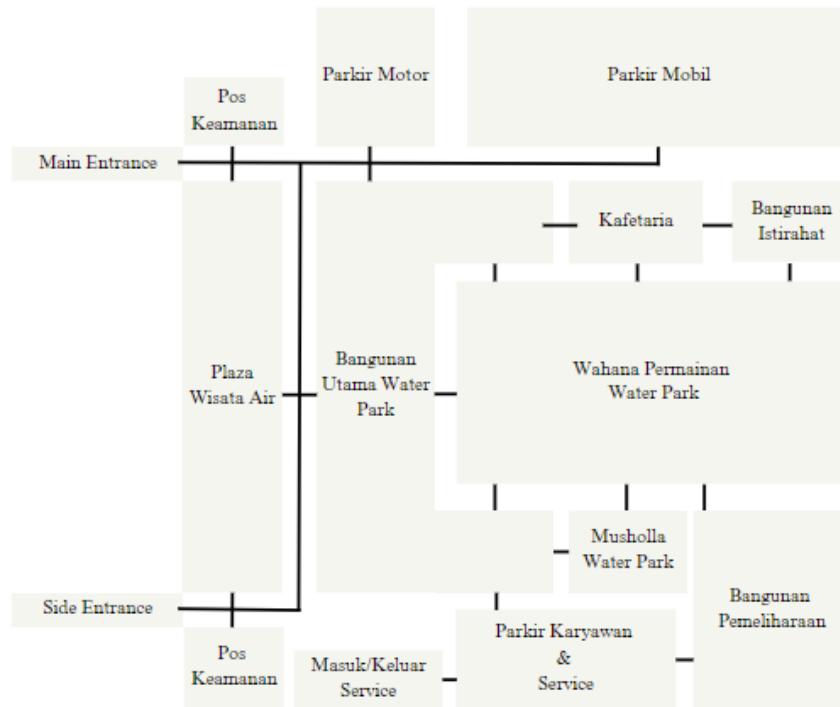 Parkir Motor
Parkir Mobil
Pos
Keamanan
Main Entrance
Kafetaria
Bangunan
Istirahat
Plaza
Wisata Air
Bangunan
Utama Water
Park
Wahana Permainan
Water Park
Musholla
Water Park
Side Entrance
Bangunan
Pemeliharaan
Pos
Keamanan
Masuk/Keluar
Service
Parkir Karyawan
&
Service